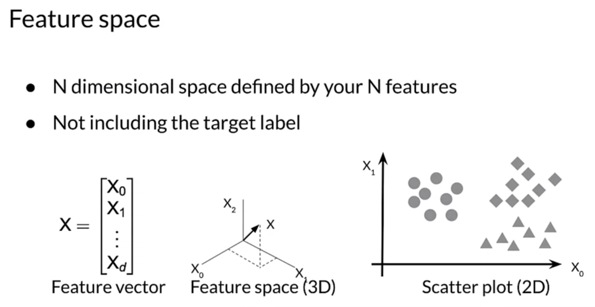 Feature space
● N dimensional space defined by your N features
● Not including the target label
X =
X₀
X₁
⋮
X_d
Feature vector
X₂
X
X₀
X₁
Feature space (3D)
X₁
X₀
Scatter plot (2D)